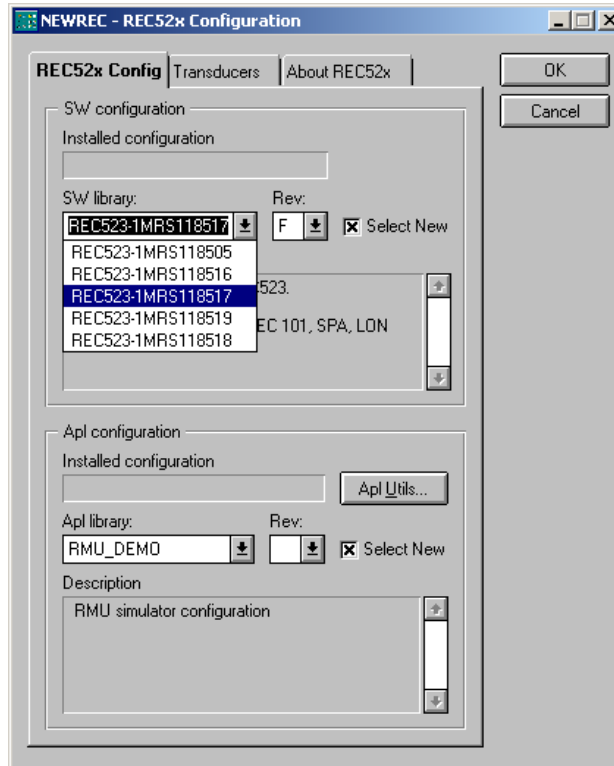 NEWREC - REC52x Configuration
REC52x Config
Transducers
About REC52x
OK
Cancel
SW configuration
Installed configuration
SW library:
Rev:
REC523-1MRS118517
F
Select New
REC523-1MRS118505
REC523-1MRS118516
REC523-1MRS118517
REC523-1MRS118519
REC523-1MRS118518
523.
EC 101, SPA, LON
Apl configuration
Installed configuration
Apl Utils...
Apl library:
Rev:
RMU_DEMO
Select New
Description
RMU simulator configuration